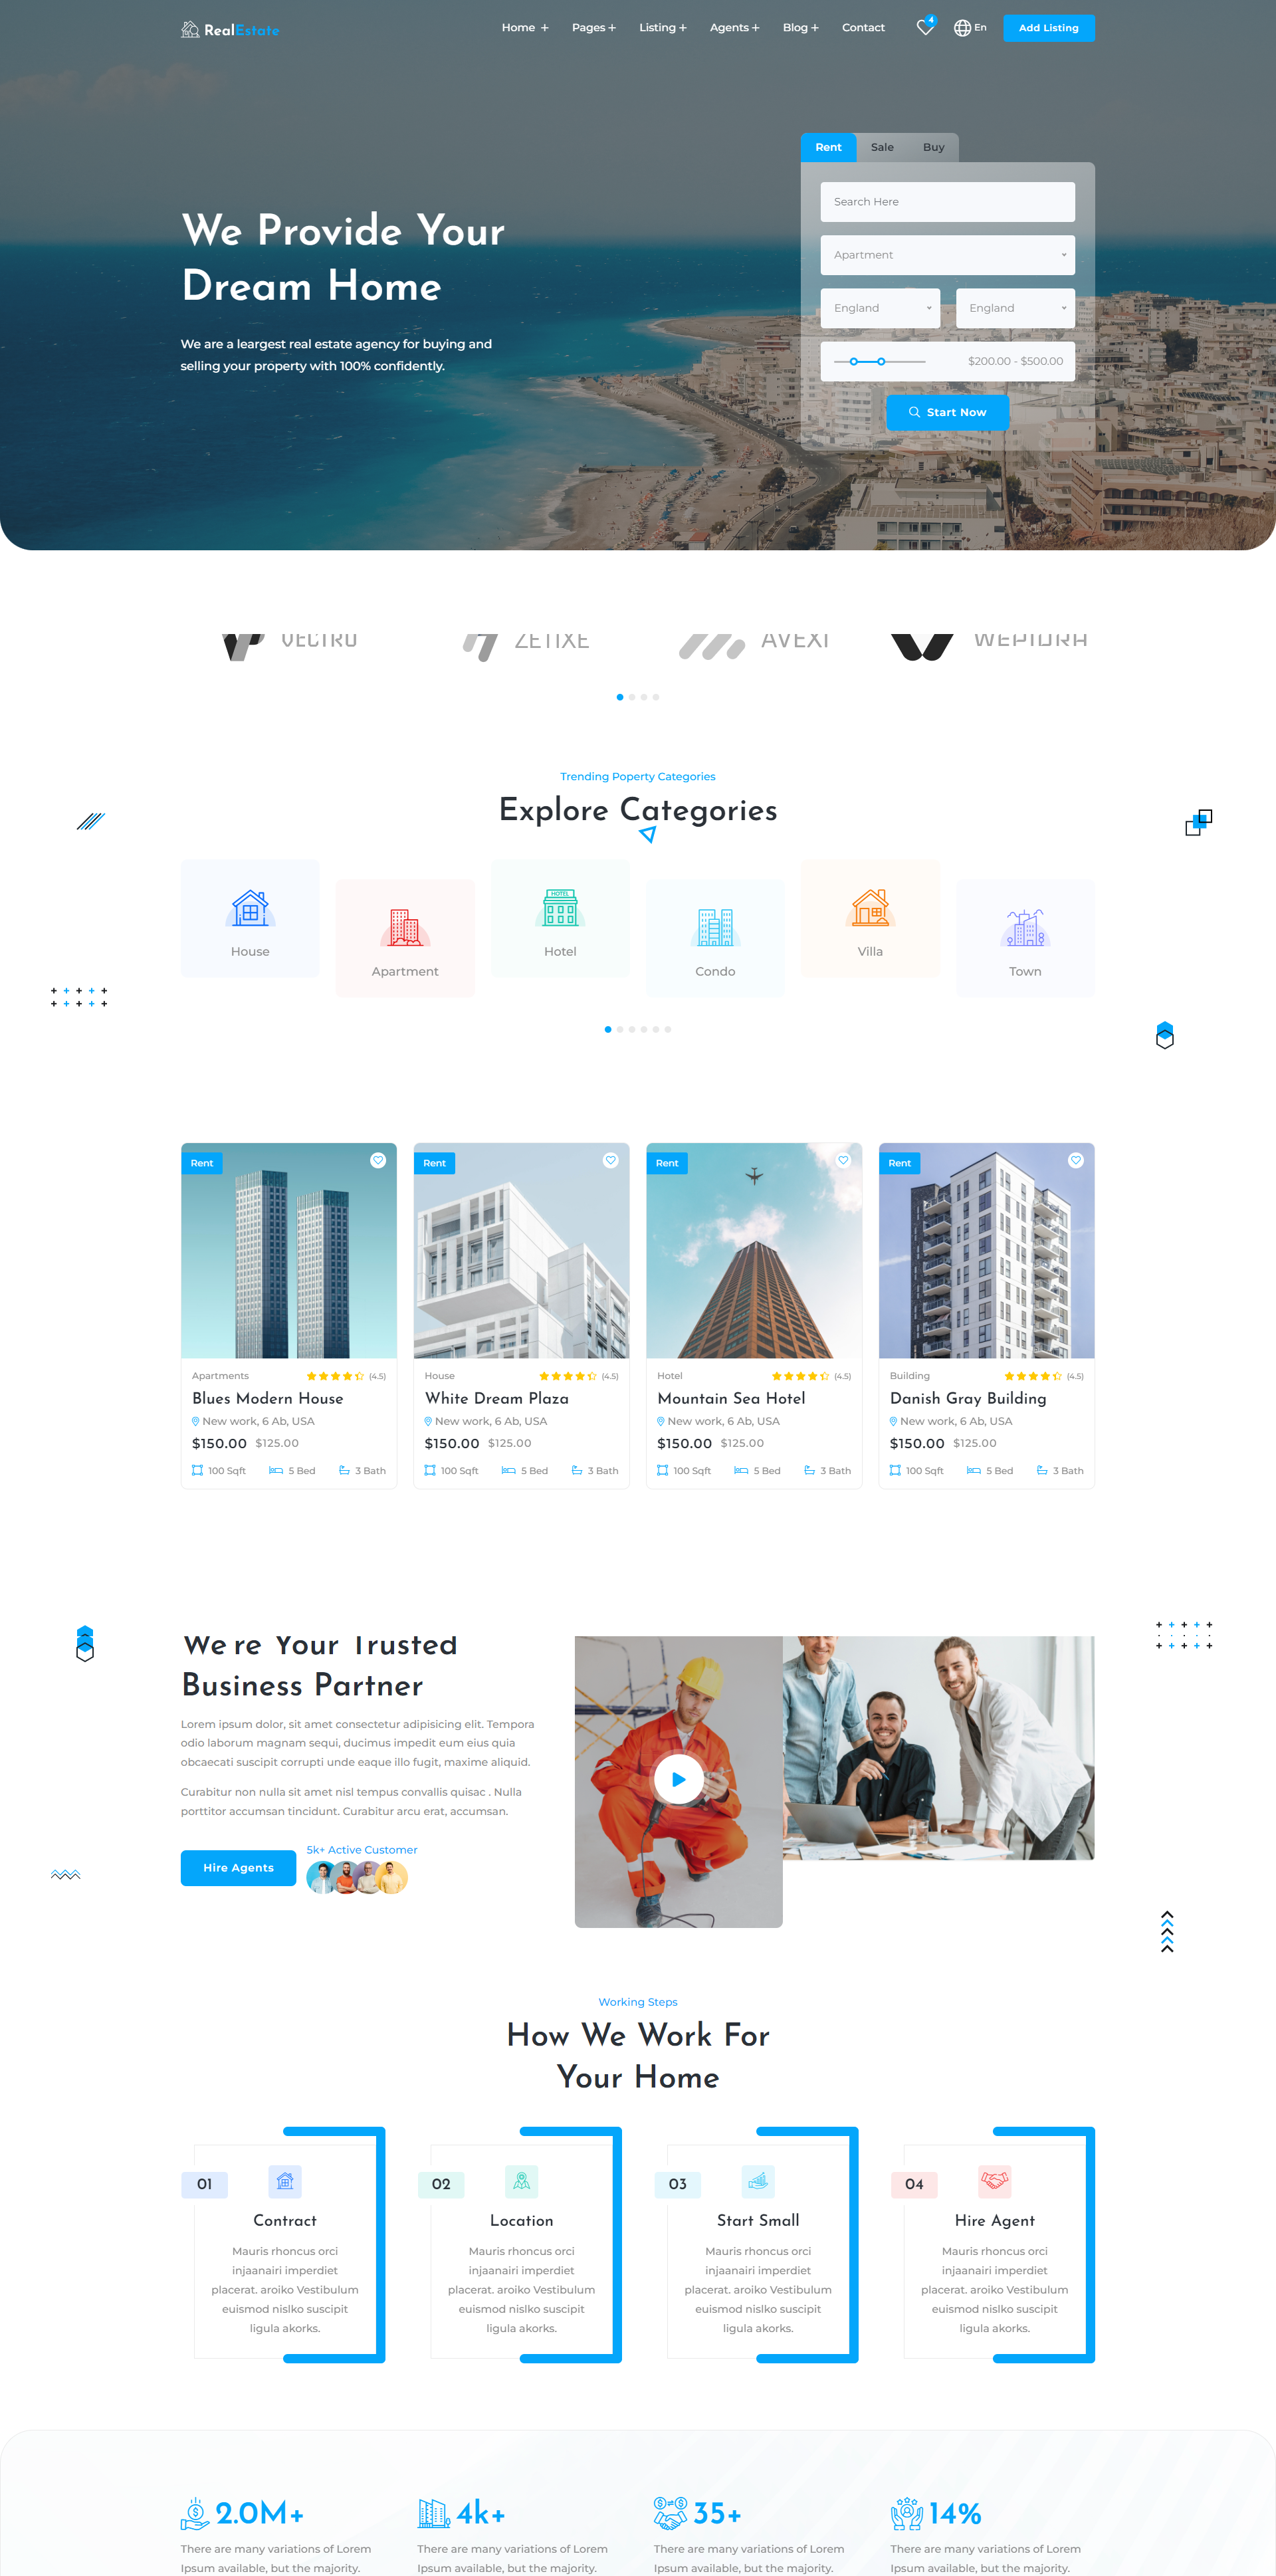 RealEstate
Home + Pages + Listing + Agents + Blog + Contact 4 En Add Listing
Rent Sale Buy
Search Here
Apartment
England England
$200.00 - $500.00
Start Now
We Provide Your
Dream Home
We are a leargest real estate agency for buying and
selling your property with 100% confidently.
VECTRO ZETIXE AVEXI
Trending Poperty Categories
Explore Categories
House
Apartment
HOTEL
Hotel
Condo
Villa
Town
Rent
Apartments (4.5)
Blues Modern House
New work, 6 Ab, USA
$150.00 $125.00
100 Sqft 5 Bed 3 Bath
Rent
House (4.5)
White Dream Plaza
New work, 6 Ab, USA
$150.00 $125.00
100 Sqft 5 Bed 3 Bath
Rent
Hotel (4.5)
Mountain Sea Hotel
New work, 6 Ab, USA
$150.00 $125.00
100 Sqft 5 Bed 3 Bath
Rent
Building (4.5)
Danish Gray Building
New work, 6 Ab, USA
$150.00 $125.00
100 Sqft 5 Bed 3 Bath
We're Your Trusted
Business Partner
Lorem ipsum dolor, sit amet consectetur adipisicing elit. Tempora
odio laborum magnam sequi, ducimus impedit eum eius quia
obcaecati suscipit corrupti unde eaque illo fugit, maxime aliquid.
Curabitur non nulla sit amet nisl tempus convallis quisac . Nulla
porttitor accumsan tincidunt. Curabitur arcu erat, accumsan.
Hire Agents
5k+ Active Customer
Working Steps
How We Work For
Your Home
01
Contract
Mauris rhoncus orci
injaanairi imperdiet
placerat. aroiko Vestibulum
euismod nislko suscipit
ligula akorks.
02
Location
Mauris rhoncus orci
injaanairi imperdiet
placerat. aroiko Vestibulum
euismod nislko suscipit
ligula akorks.
03
Start Small
Mauris rhoncus orci
injaanairi imperdiet
placerat. aroiko Vestibulum
euismod nislko suscipit
ligula akorks.
04
Hire Agent
Mauris rhoncus orci
injaanairi imperdiet
placerat. aroiko Vestibulum
euismod nislko suscipit
ligula akorks.
2.0M+
There are many variations of Lorem
Ipsum available, but the majority.
4k+
There are many variations of Lorem
Ipsum available, but the majority.
35+
There are many variations of Lorem
Ipsum available, but the majority.
14%
There are many variations of Lorem
Ipsum available, but the majority.